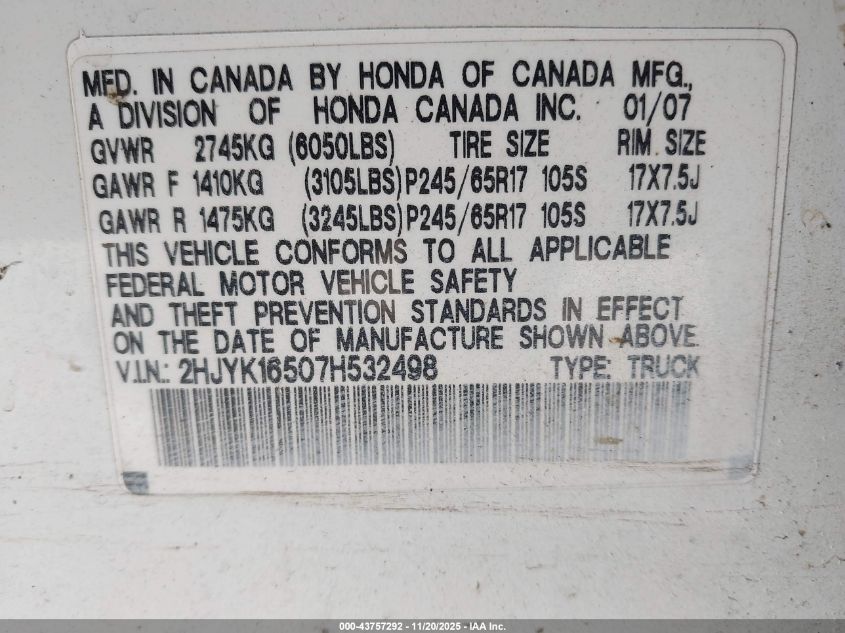 MFD. IN CANADA BY HONDA OF CANADA MFG.,
A DIVISION OF HONDA CANADA INC. 01/07
GVWR 2745KG (6050LBS) TIRE SIZE RIM SIZE
GAWR F 1410KG (3105LBS) P245/65R17 105S 17X7.5J
GAWR R 1475KG (3245LBS) P245/65R17 105S 17X7.5J
THIS VEHICLE CONFORMS TO ALL APPLICABLE
FEDERAL MOTOR VEHICLE SAFETY
AND THEFT PREVENTION STANDARDS IN EFFECT
ON THE DATE OF MANUFACTURE SHOWN ABOVE.
V.I.N.: 2HJYK16507H532498 TYPE: TRUCK
000-43757292 - 11/20/2025 - IAA Inc.